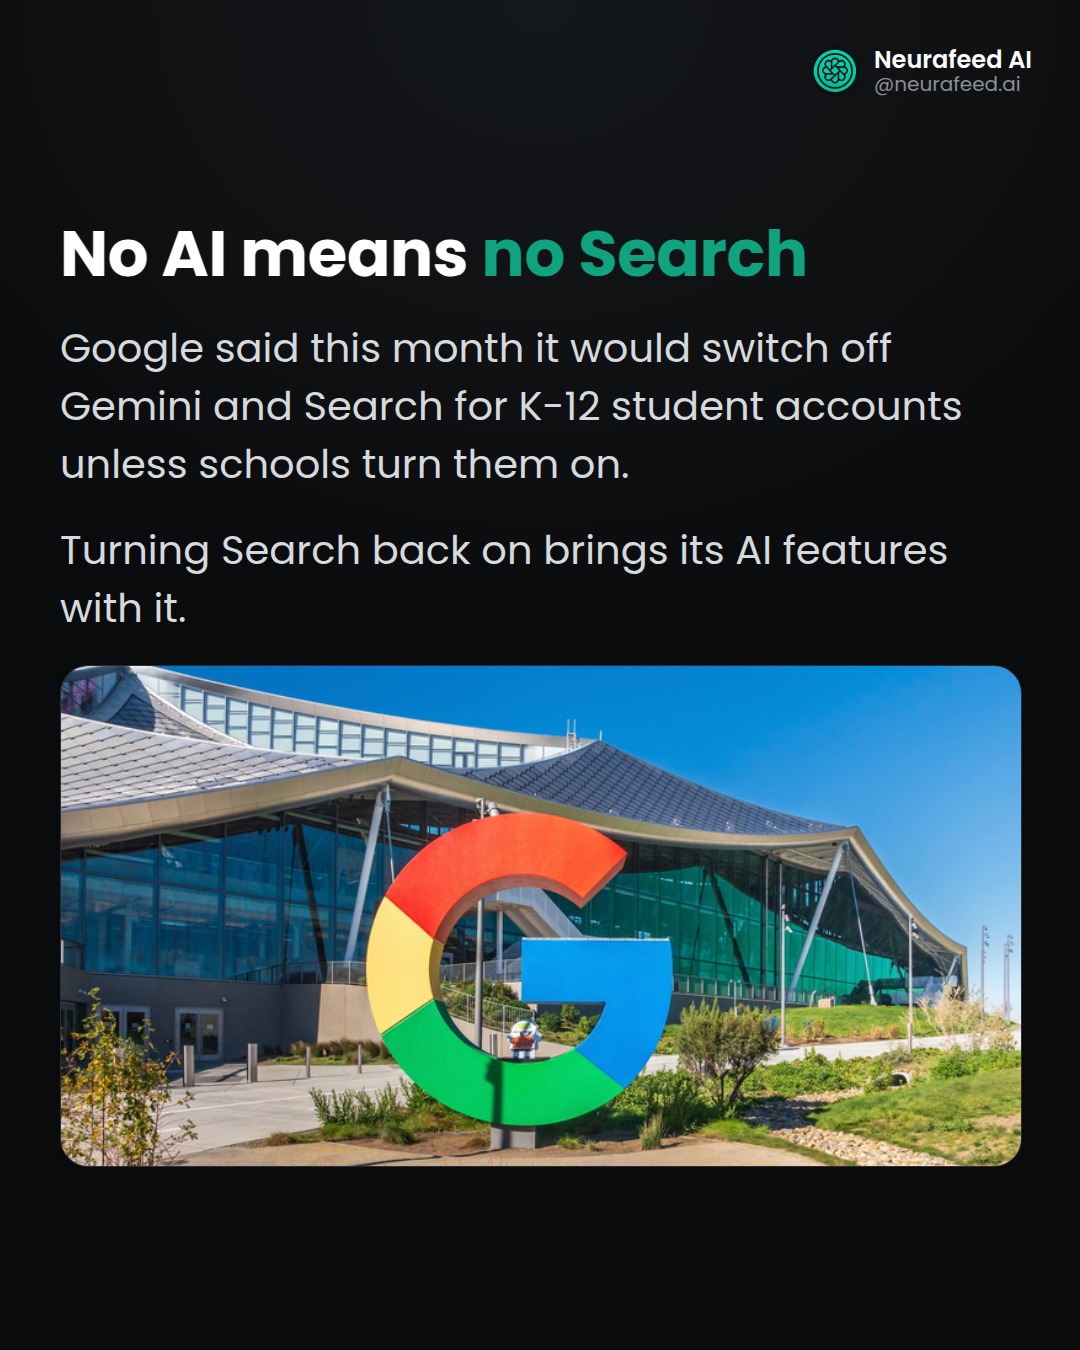 Neurafeed AI
@neurafeed.ai
No AI means no Search
Google said this month it would switch off
Gemini and Search for K-12 student accounts
unless schools turn them on.
Turning Search back on brings its AI features
with it.